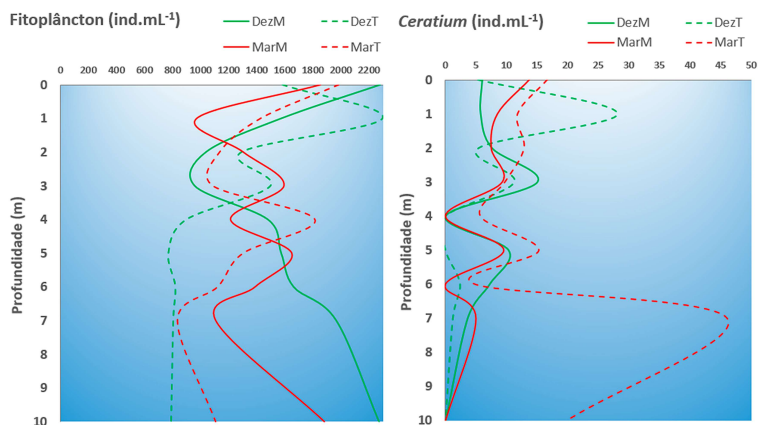 Fitoplâncton (ind.mL-1)
DezM DezT
MarM MarT
0 200 400 600 800 1000 1200 1400 1600 1800 2000 2200
Profundidade (m)
0
1
2
3
4
5
6
7
8
9
10
Ceratium (ind.mL-1)
DezM DezT
MarM MarT
0 5 10 15 20 25 30 35 40 45 50
Profundidade (m)
0
1
2
3
4
5
6
7
8
9
10